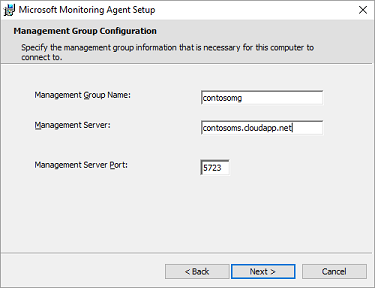 Microsoft Monitoring Agent Setup
Management Group Configuration
Specify the management group information that is necessary for this computer to
connect to.
Management Group Name:
contosomg
Management Server:
contosoms.cloudapp.net
Management Server Port:
5723
< Back
Next >
Cancel